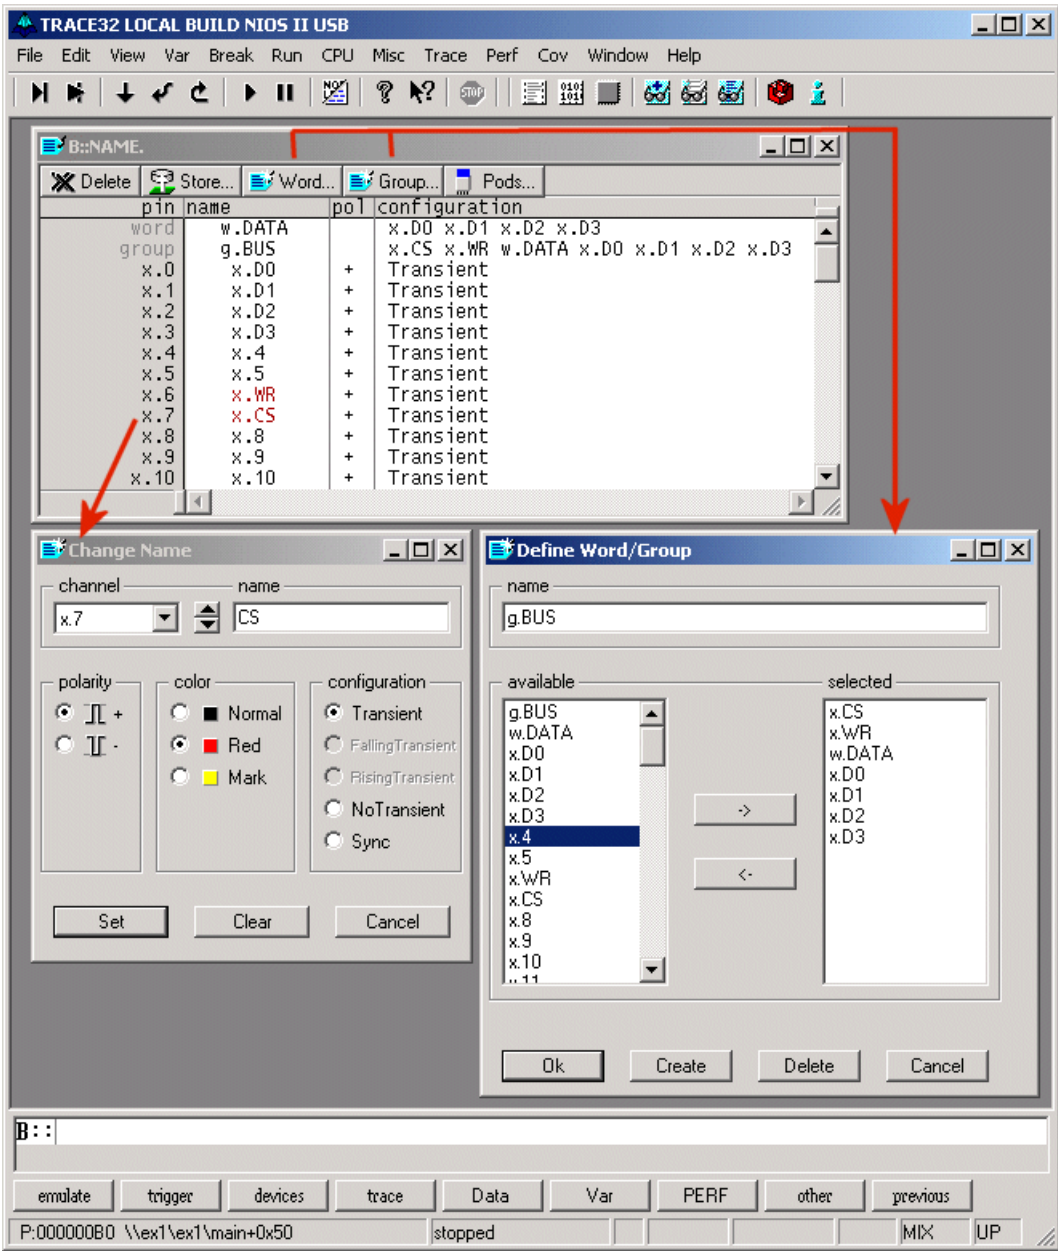 TRACE32 LOCAL BUILD NIOS II USB
File Edit View Var Break Run CPU Misc Trace Perf Cov Window Help
B::NAME.
Delete Store... Word... Group... Pods...
pin name pol configuration
word w.DATA x.D0 x.D1 x.D2 x.D3
group g.BUS x.CS x.WR w.DATA x.D0 x.D1 x.D2 x.D3
x.0 x.D0 + Transient
x.1 x.D1 + Transient
x.2 x.D2 + Transient
x.3 x.D3 + Transient
x.4 x.4 + Transient
x.5 x.5 + Transient
x.6 x.WR + Transient
x.7 x.CS + Transient
x.8 x.8 + Transient
x.9 x.9 + Transient
x.10 x.10 + Transient
Change Name
channel name
x.7 CS
polarity color configuration
+ Normal Transient
- Red FallingTransient
Mark RisingTransient
NoTransient
Sync
Set Clear Cancel
Define Word/Group
name
g.BUS
available
g.BUS
w.DATA
x.D0
x.D1
x.D2
x.D3
x.4
x.5
x.WR
x.CS
x.8
x.9
x.10
x.11
->
<-
selected
x.CS
x.WR
w.DATA
x.D0
x.D1
x.D2
x.D3
Ok Create Delete Cancel
B::
emulate trigger devices trace Data Var PERF other previous
P:000000B0 \\ex1\ex1\main+0x50 stopped MIX UP